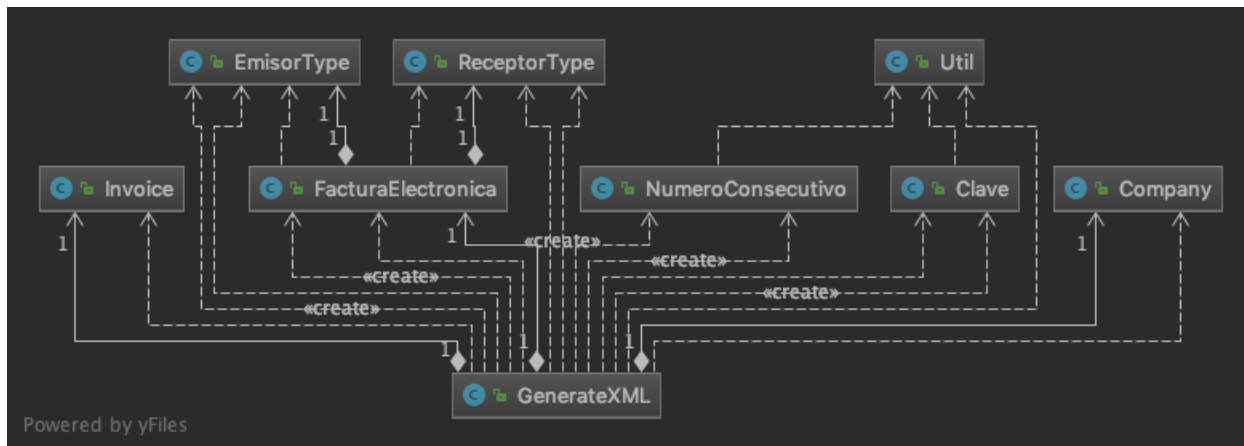 EmisorType
ReceptorType
Util
1
1
1
1
Invoice
FacturaElectronica
NumeroConsecutivo
Clave
Company
1
1
«create»
1
«create»
«create»
«create»
«create»
1
1
1
GenerateXML
Powered by yFiles